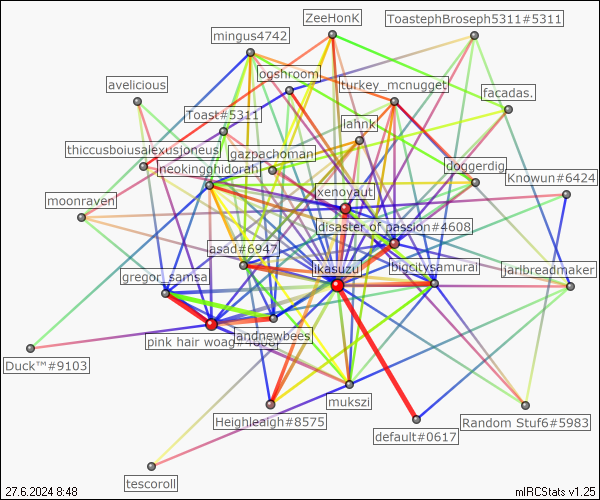 ZeeHonK
ToastephBroseph5311#5311
mingus4742
ogshroom
avelicious
turkey_mcnugget
facadas.
Toast#5311
lahnk
thiccusboiusalexusjoneus
gazpachoman
neokingghidorah
doggerdig
Knowun#6424
xenoyaut
moonraven
disaster of passion#4608
asad#6947
Ikasuzu
bigcitysamurai
jarlbreadmaker
gregor_samsa
andnewbees
pink hair woag#4000!
Duck™#9103
mukszi
Heighleaigh#8575
Random Stuf6#5983
default#0617
tescoroll
27.6.2024 8:48
mIRCStats v1.25